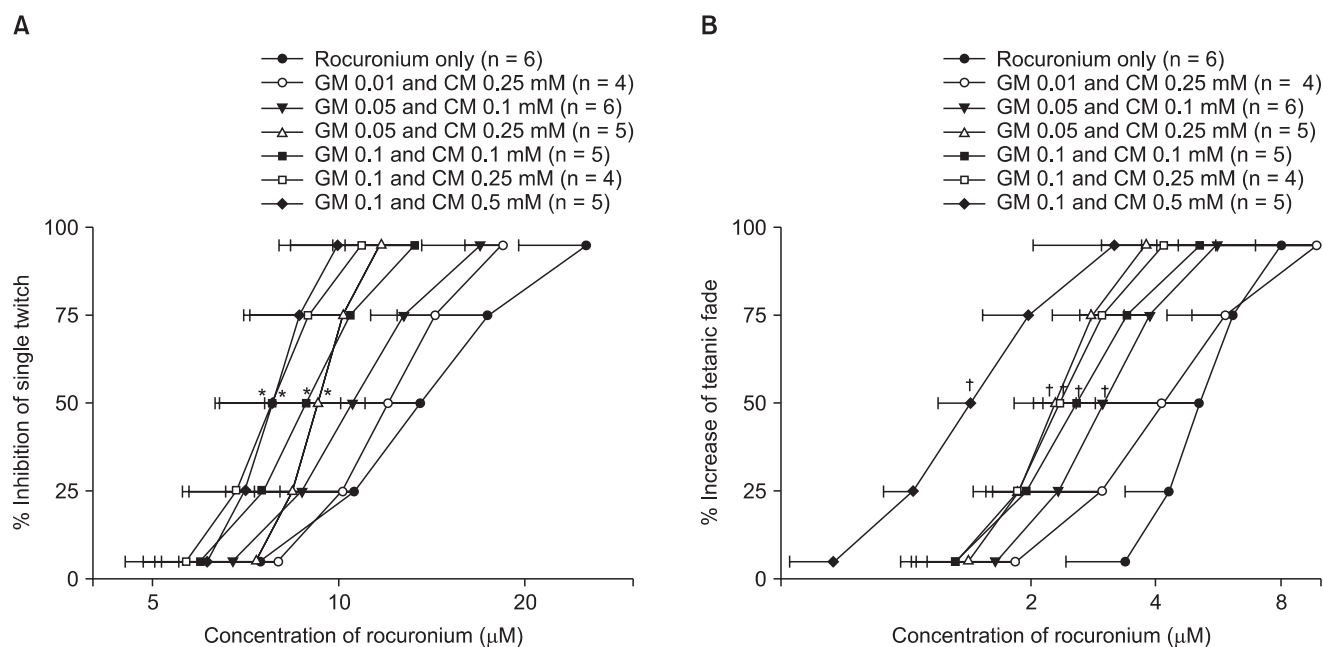 A
Rocuronium only (n = 6)
GM 0.01 and CM 0.25 mM (n = 4)
GM 0.05 and CM 0.1 mM (n = 6)
GM 0.05 and CM 0.25 mM (n = 5)
GM 0.1 and CM 0.1 mM (n = 5)
GM 0.1 and CM 0.25 mM (n = 4)
GM 0.1 and CM 0.5 mM (n = 5)
% Inhibition of single twitch
100
75
50
25
0
* * * *
5 10 20
Concentration of rocuronium (μM)
B
Rocuronium only (n = 6)
GM 0.01 and CM 0.25 mM (n = 4)
GM 0.05 and CM 0.1 mM (n = 6)
GM 0.05 and CM 0.25 mM (n = 5)
GM 0.1 and CM 0.1 mM (n = 5)
GM 0.1 and CM 0.25 mM (n = 4)
GM 0.1 and CM 0.5 mM (n = 5)
% Increase of tetanic fade
100
75
50
25
0
† † † † †
2 4 8
Concentration of rocuronium (μM)